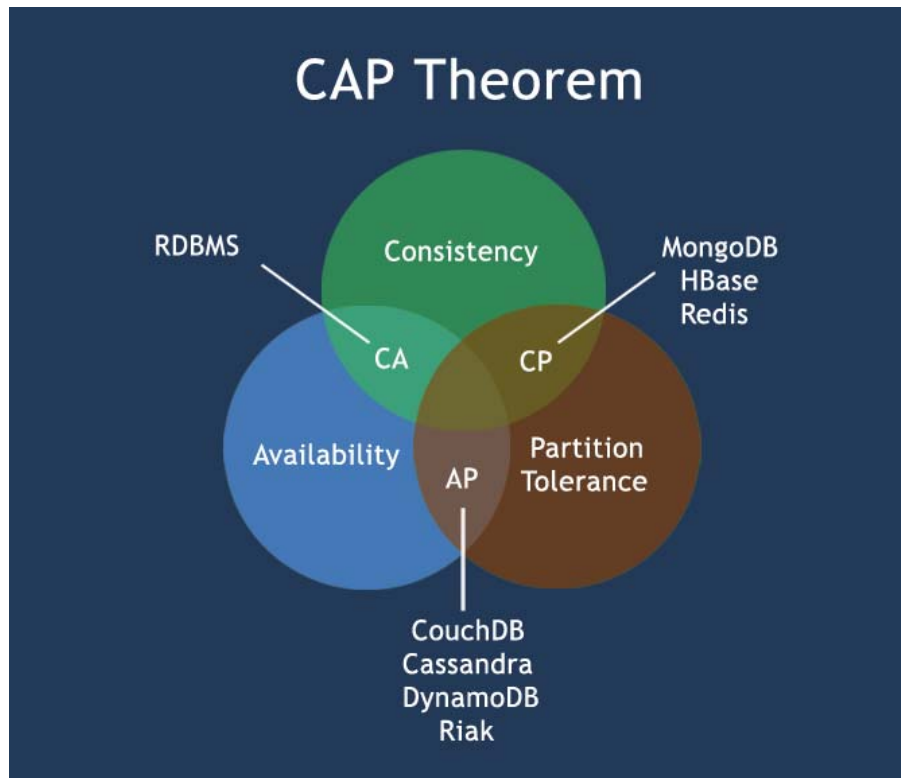 CAP Theorem
RDBMS
Consistency
MongoDB
HBase
Redis
CA
CP
Availability
Partition
Tolerance
AP
CouchDB
Cassandra
DynamoDB
Riak